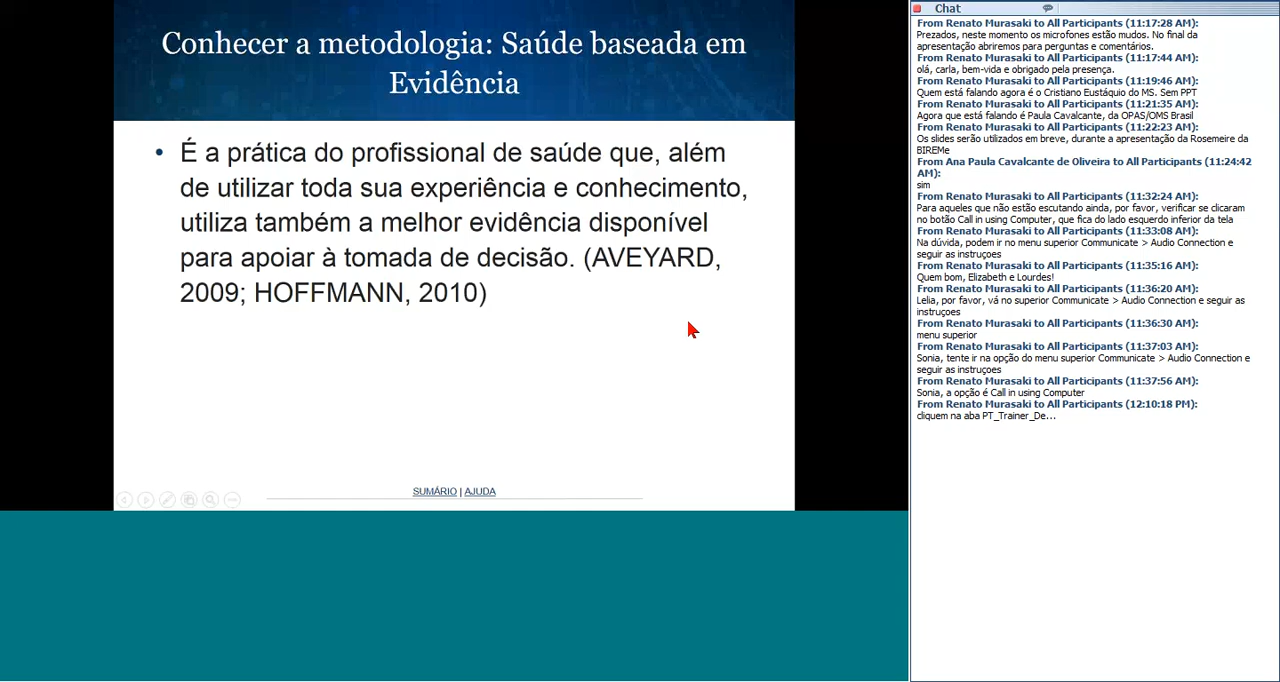 Conhecer a metodologia: Saúde baseada em
Evidência
• É a prática do profissional de saúde que, além
de utilizar toda sua experiência e conhecimento,
utiliza também a melhor evidência disponível
para apoiar à tomada de decisão. (AVEYARD,
2009; HOFFMANN, 2010)
SUMÁRIO | AJUDA
Chat
From Renato Murasaki to All Participants (11:17:28 AM):
Prezados, neste momento os microfones estão mudos. No final da
apresentação abriremos para perguntas e comentários.
From Renato Murasaki to All Participants (11:17:44 AM):
olá, carla, bem-vida e obrigado pela presença.
From Renato Murasaki to All Participants (11:19:46 AM):
Quem está falando agora é o Cristiano Eustáquio do MS. Sem PPT
From Renato Murasaki to All Participants (11:21:35 AM):
Agora que está falando é Paula Cavalcante, da OPAS/OMS Brasil
From Renato Murasaki to All Participants (11:22:23 AM):
Os slides serão utilizados em breve, durante a apresentação da Rosemeire da
BIREMe
From Ana Paula Cavalcante de Oliveira to All Participants (11:24:42
AM):
sim
From Renato Murasaki to All Participants (11:32:24 AM):
Para aqueles que não estão escutando ainda, por favor, verificar se clicaram
no botão Call in using Computer, que fica do lado esquerdo inferior da tela
From Renato Murasaki to All Participants (11:33:08 AM):
Na dúvida, podem ir no menu superior Communicate > Audio Connection e
seguir as instruçoes
From Renato Murasaki to All Participants (11:35:16 AM):
Quem bom, Elizabeth e Lourdes!
From Renato Murasaki to All Participants (11:36:20 AM):
Lelia, por favor, vá no superior Communicate > Audio Connection e seguir as
instruçoes
From Renato Murasaki to All Participants (11:36:30 AM):
menu superior
From Renato Murasaki to All Participants (11:37:03 AM):
Sonia, tente ir na opção do menu superior Communicate > Audio Connection e
seguir as instruçoes
From Renato Murasaki to All Participants (11:37:56 AM):
Sonia, a opção é Call in using Computer
From Renato Murasaki to All Participants (12:10:18 PM):
cliquem na aba PT_Trainer_De...